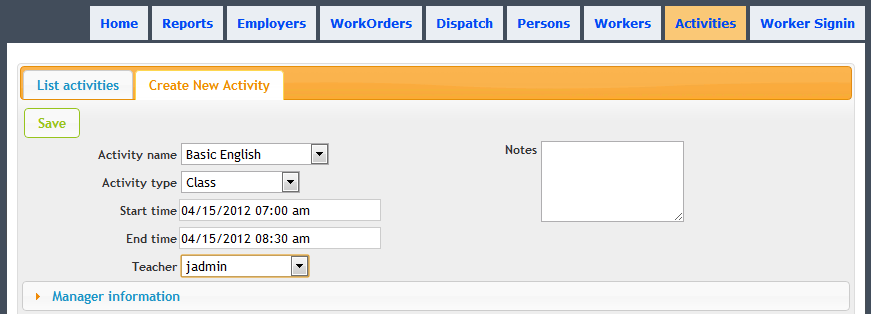 Home Reports Employers WorkOrders Dispatch Persons Workers Activities Worker Signin
List activities Create New Activity
Save
Activity name Basic English Notes
Activity type Class
Start time 04/15/2012 07:00 am
End time 04/15/2012 08:30 am
Teacher jadmin
Manager information